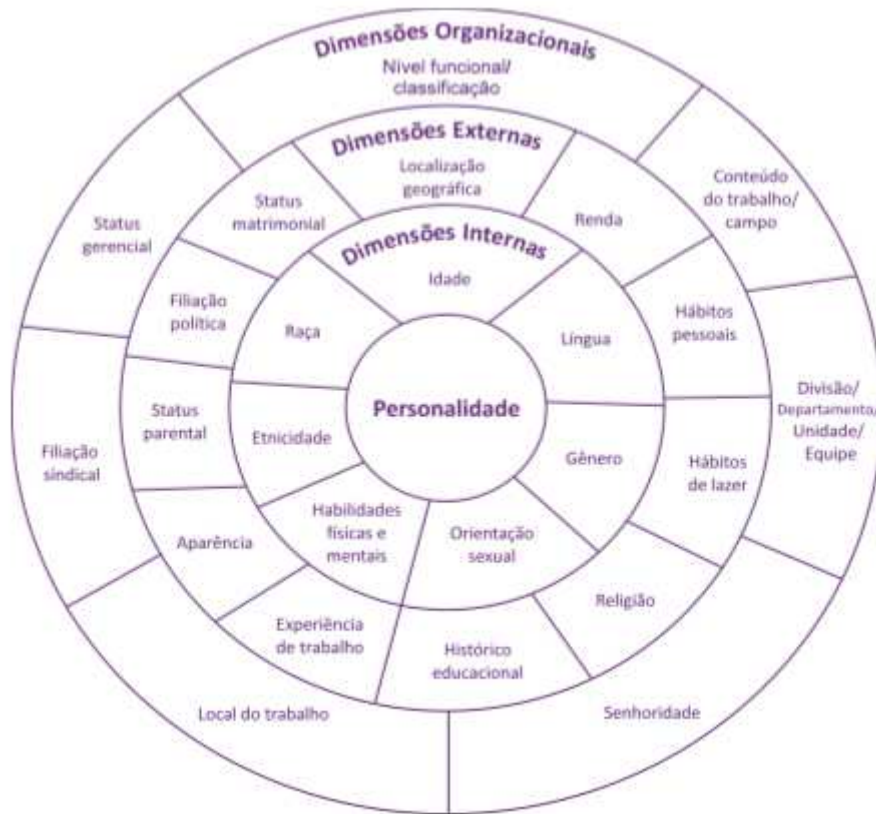 Dimensões Organizacionais
Nível funcional/
classificação
Conteúdo
do trabalho/
campo
Divisão/
Departamento/
Unidade/
Equipe
Senhoridade
Local do trabalho
Filiação
sindical
Status
gerencial
Dimensões Externas
Localização
geográfica
Renda
Hábitos
pessoais
Hábitos
de lazer
Religião
Histórico
educacional
Experiência
de trabalho
Aparência
Status
parental
Filiação
política
Status
matrimonial
Dimensões Internas
Idade
Língua
Gênero
Orientação
sexual
Habilidades
físicas e
mentais
Etnicidade
Raça
Personalidade